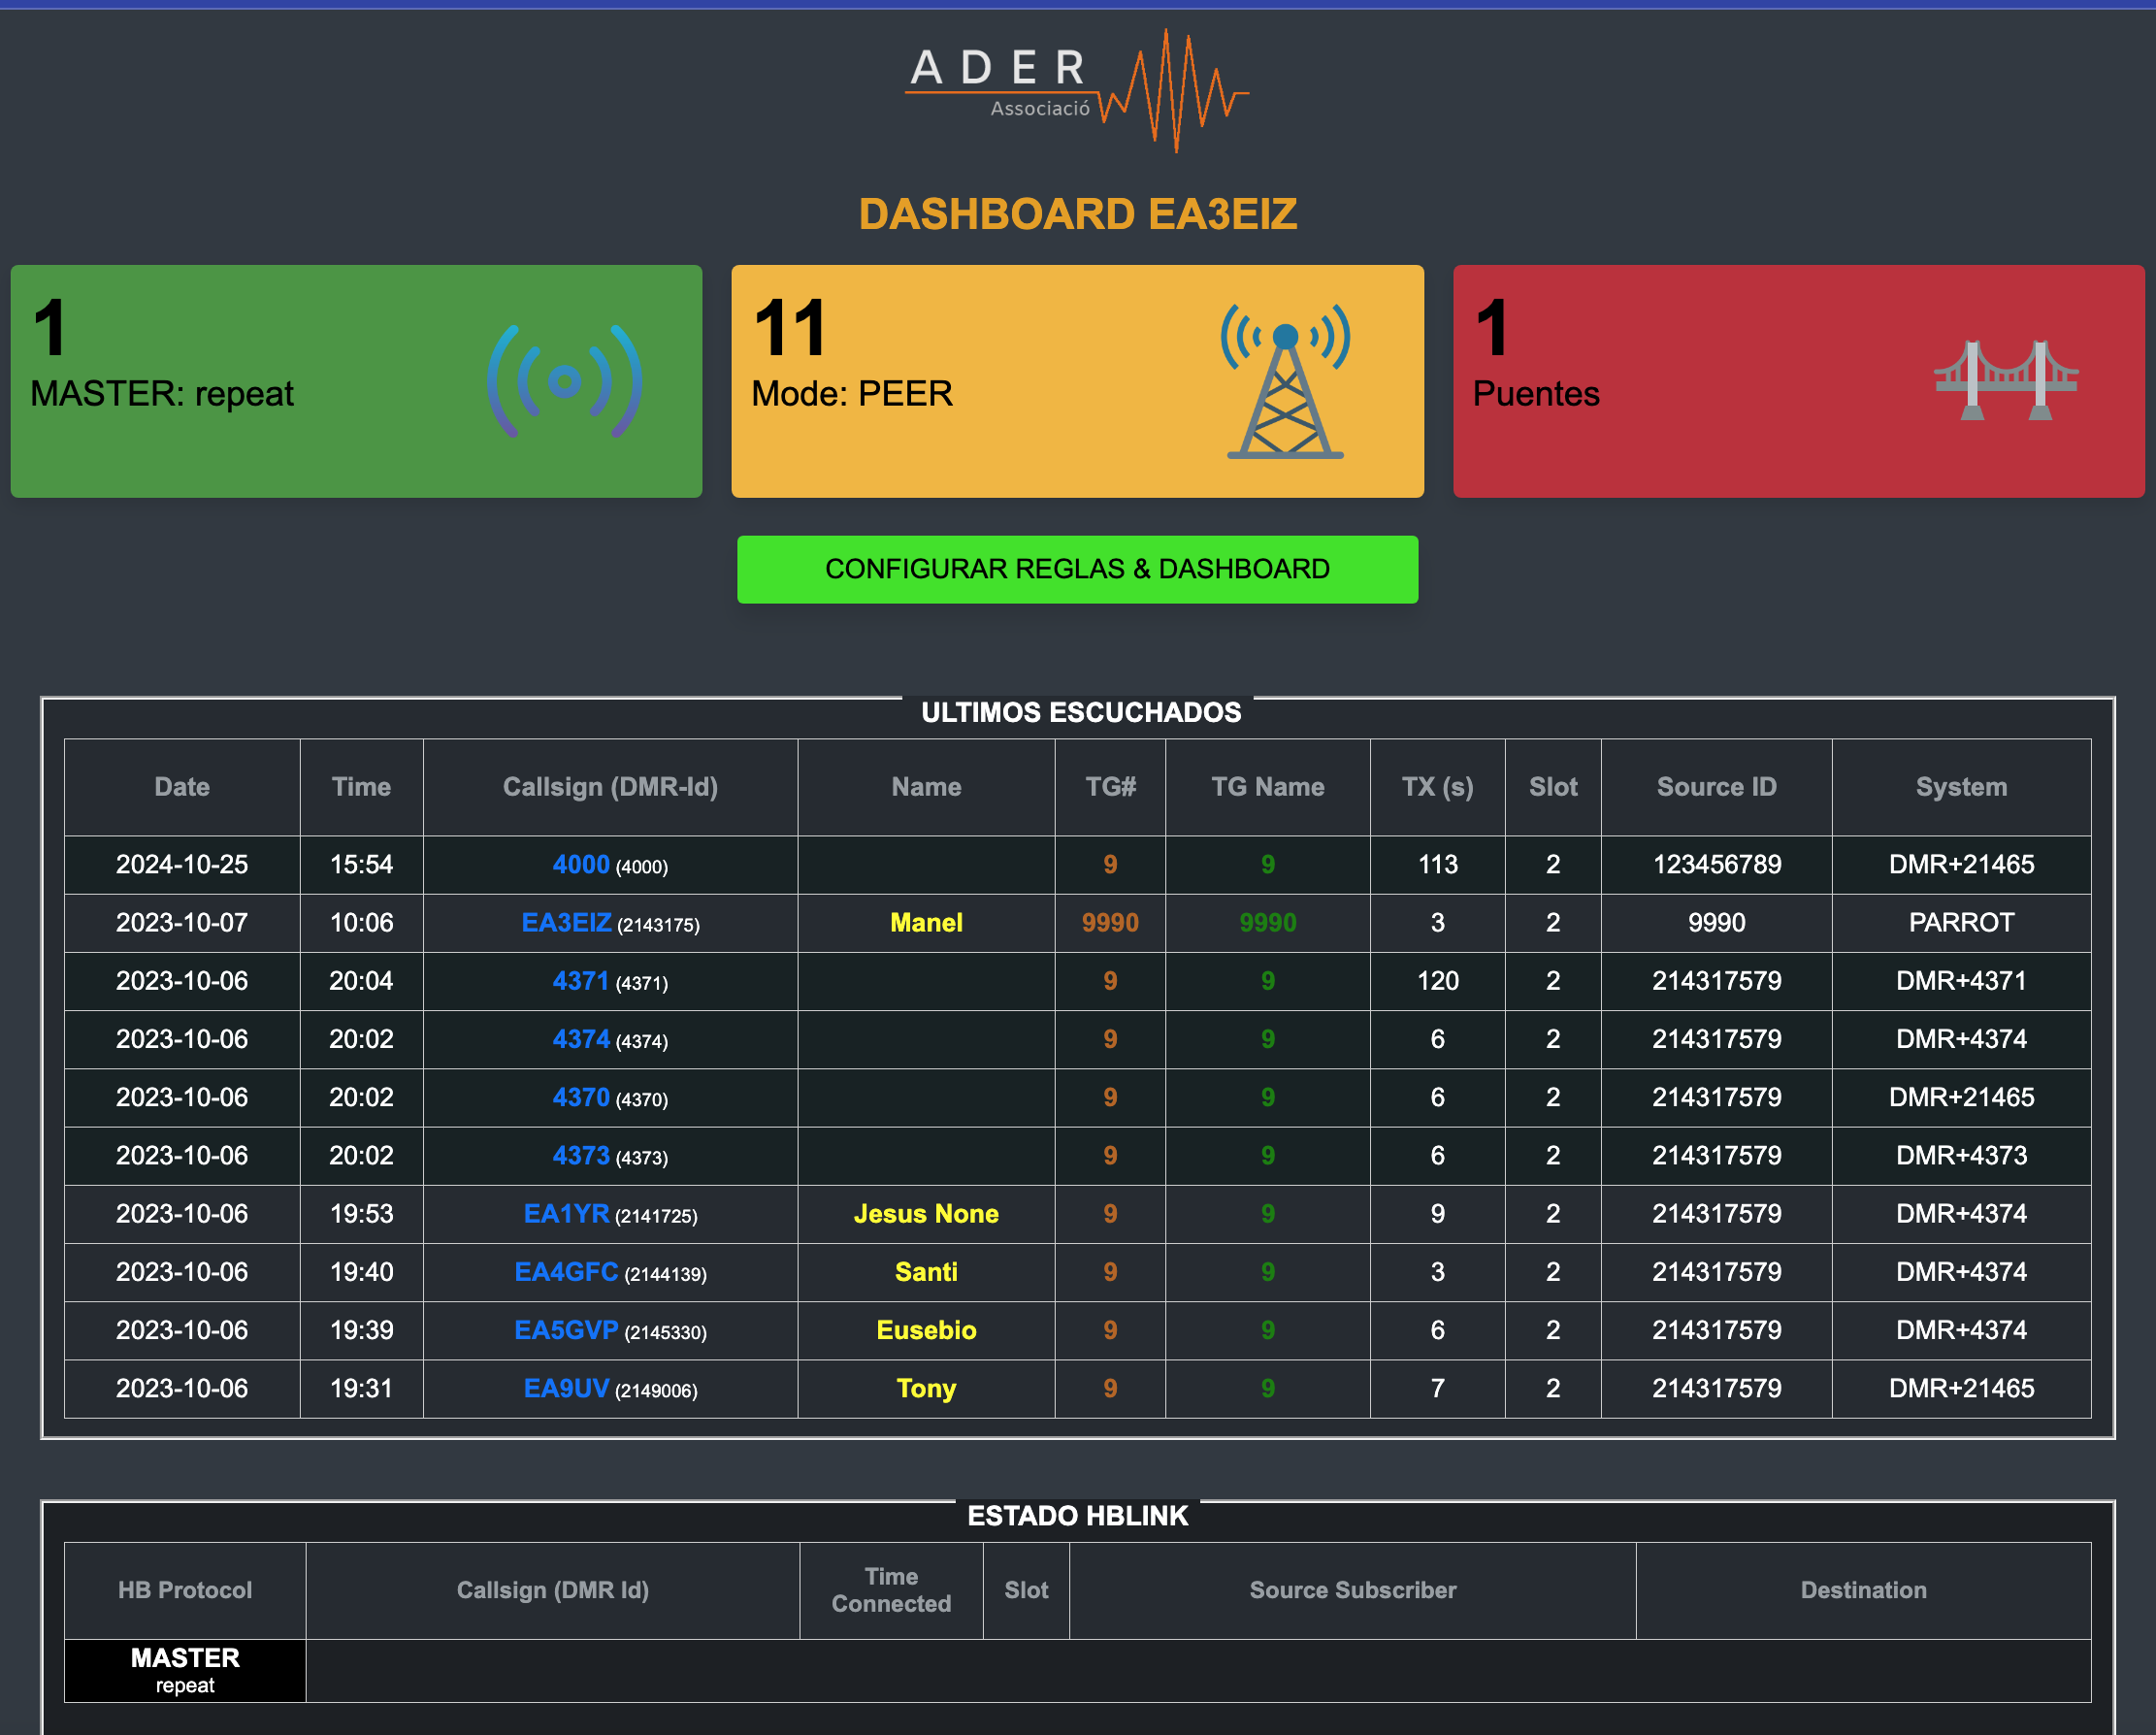 ADER
Associació
DASHBOARD EA3EIZ
1
MASTER: repeat
11
Mode: PEER
1
Puentes
CONFIGURAR REGLAS & DASHBOARD
ULTIMOS ESCUCHADOS
Date Time Callsign (DMR-Id) Name TG# TG Name TX (s) Slot Source ID System
2024-10-25 15:54 4000 (4000) 9 9 113 2 123456789 DMR+21465
2023-10-07 10:06 EA3EIZ (2143175) Manel 9990 9990 3 2 9990 PARROT
2023-10-06 20:04 4371 (4371) 9 9 120 2 214317579 DMR+4371
2023-10-06 20:02 4374 (4374) 9 9 6 2 214317579 DMR+4374
2023-10-06 20:02 4370 (4370) 9 9 6 2 214317579 DMR+21465
2023-10-06 20:02 4373 (4373) 9 9 6 2 214317579 DMR+4373
2023-10-06 19:53 EA1YR (2141725) Jesus None 9 9 9 2 214317579 DMR+4374
2023-10-06 19:40 EA4GFC (2144139) Santi 9 9 3 2 214317579 DMR+4374
2023-10-06 19:39 EA5GVP (2145330) Eusebio 9 9 6 2 214317579 DMR+4374
2023-10-06 19:31 EA9UV (2149006) Tony 9 9 7 2 214317579 DMR+21465
ESTADO HBLINK
HB Protocol Callsign (DMR Id) Time Connected Slot Source Subscriber Destination
MASTER
repeat